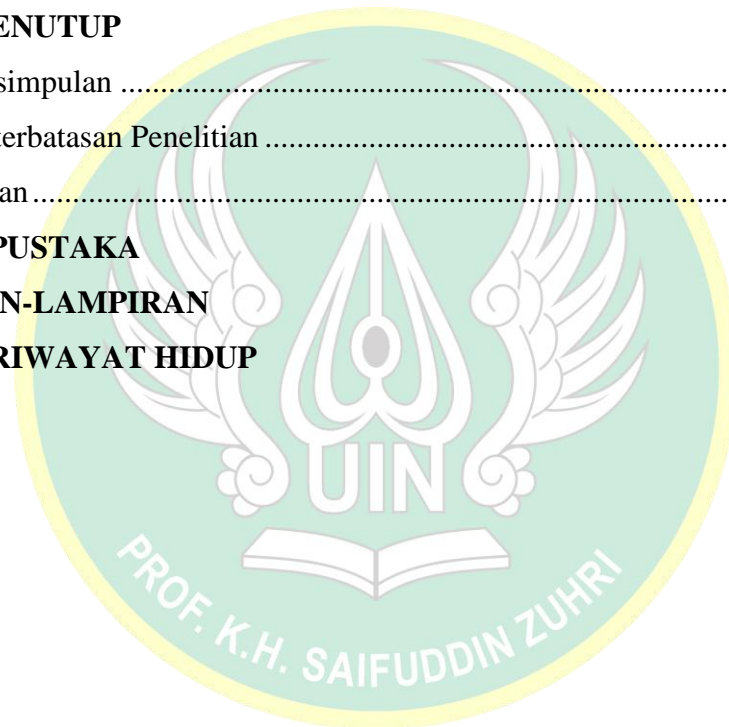 ENUTUP
simpulan ............................................................................
terbatasan Penelitian ..........................................................
an ........................................................................................
PUSTAKA
N-LAMPIRAN
RIWAYAT HIDUP
UIN
PROF. K.H. SAIFUDDIN ZUHRI